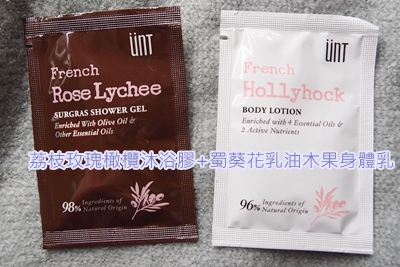 ÜNT
French
Rose Lychee
SURGRAS SHOWER GEL
Enriched With Olive Oil &
Other Essential Oils
98% Ingredients of
Natural Origin
ÜNT
French
Hollyhock
BODY LOTION
Enriched with 4 Essential Oils &
2 Active Nutrients
96% Ingredients of
Natural Origin
荔枝玫瑰橄欖沐浴膠+蜀葵花乳油木果身體乳